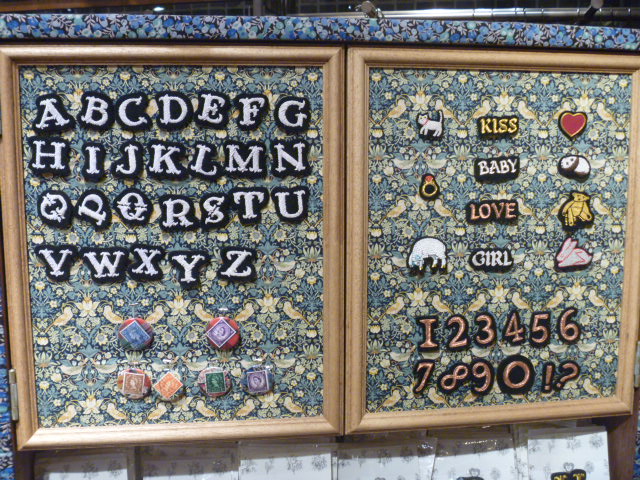 ABCDEFG
HIJKLMN
OPQRSTU
VWXYZ
KISS
BABY
LOVE
GIRL
123456
7890!?